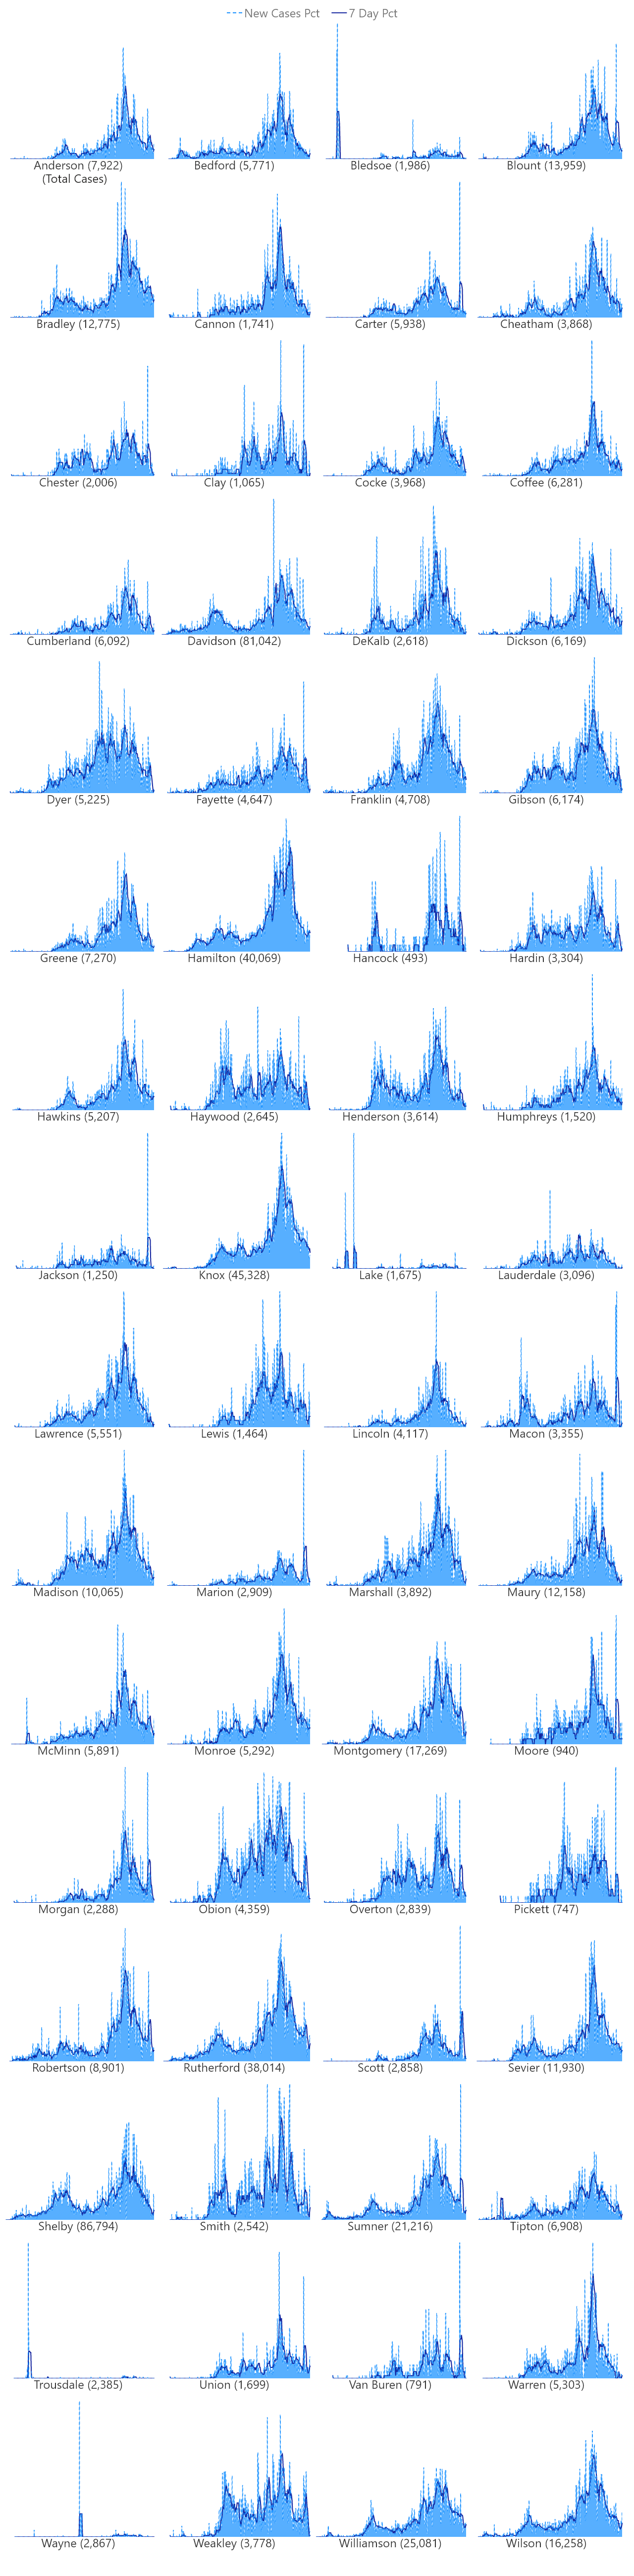 New Cases Pct 7 Day Pct
Anderson (7,922) Bedford (5,771) Bledsoe (1,986) Blount (13,959)
(Total Cases)
Bradley (12,775) Cannon (1,741) Carter (5,938) Cheatham (3,868)
Chester (2,006) Clay (1,065) Cocke (3,968) Coffee (6,281)
Cumberland (6,092) Davidson (81,042) DeKalb (2,618) Dickson (6,169)
Dyer (5,225) Fayette (4,647) Franklin (4,708) Gibson (6,174)
Greene (7,270) Hamilton (40,069) Hancock (493) Hardin (3,304)
Hawkins (5,207) Haywood (2,645) Henderson (3,614) Humphreys (1,520)
Jackson (1,250) Knox (45,328) Lake (1,675) Lauderdale (3,096)
Lawrence (5,551) Lewis (1,464) Lincoln (4,117) Macon (3,355)
Madison (10,065) Marion (2,909) Marshall (3,892) Maury (12,158)
McMinn (5,891) Monroe (5,292) Montgomery (17,269) Moore (940)
Morgan (2,288) Obion (4,359) Overton (2,839) Pickett (747)
Robertson (8,901) Rutherford (38,014) Scott (2,858) Sevier (11,930)
Shelby (86,794) Smith (2,542) Sumner (21,216) Tipton (6,908)
Trousdale (2,385) Union (1,699) Van Buren (791) Warren (5,303)
Wayne (2,867) Weakley (3,778) Williamson (25,081) Wilson (16,258)